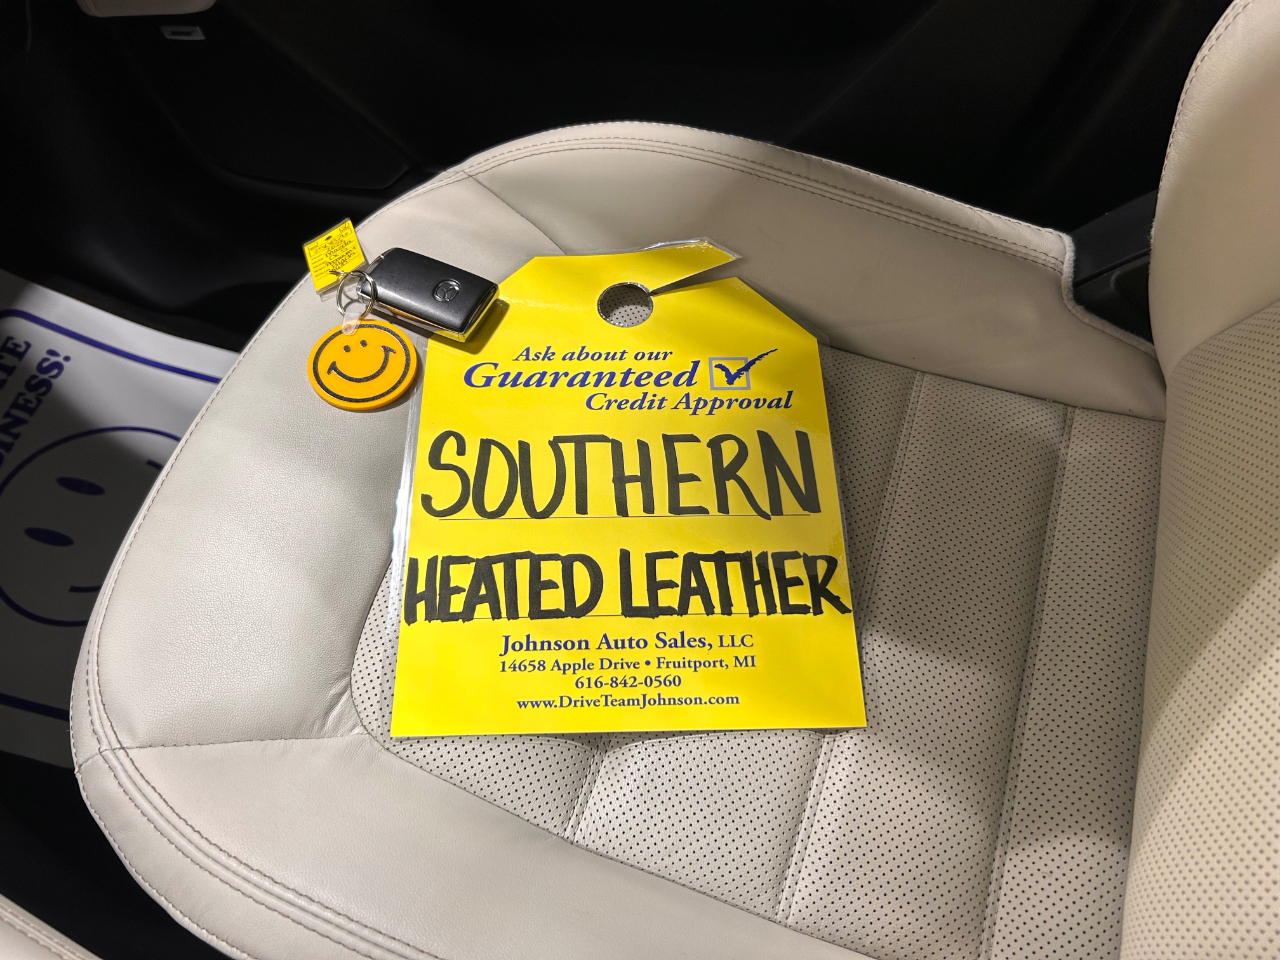 Ask about our
Guaranteed
Credit Approval
SOUTHERN
HEATED LEATHER
Johnson Auto Sales, LLC
14658 Apple Drive • Fruitport, MI
616-842-0560
www.DriveTeamJohnson.com